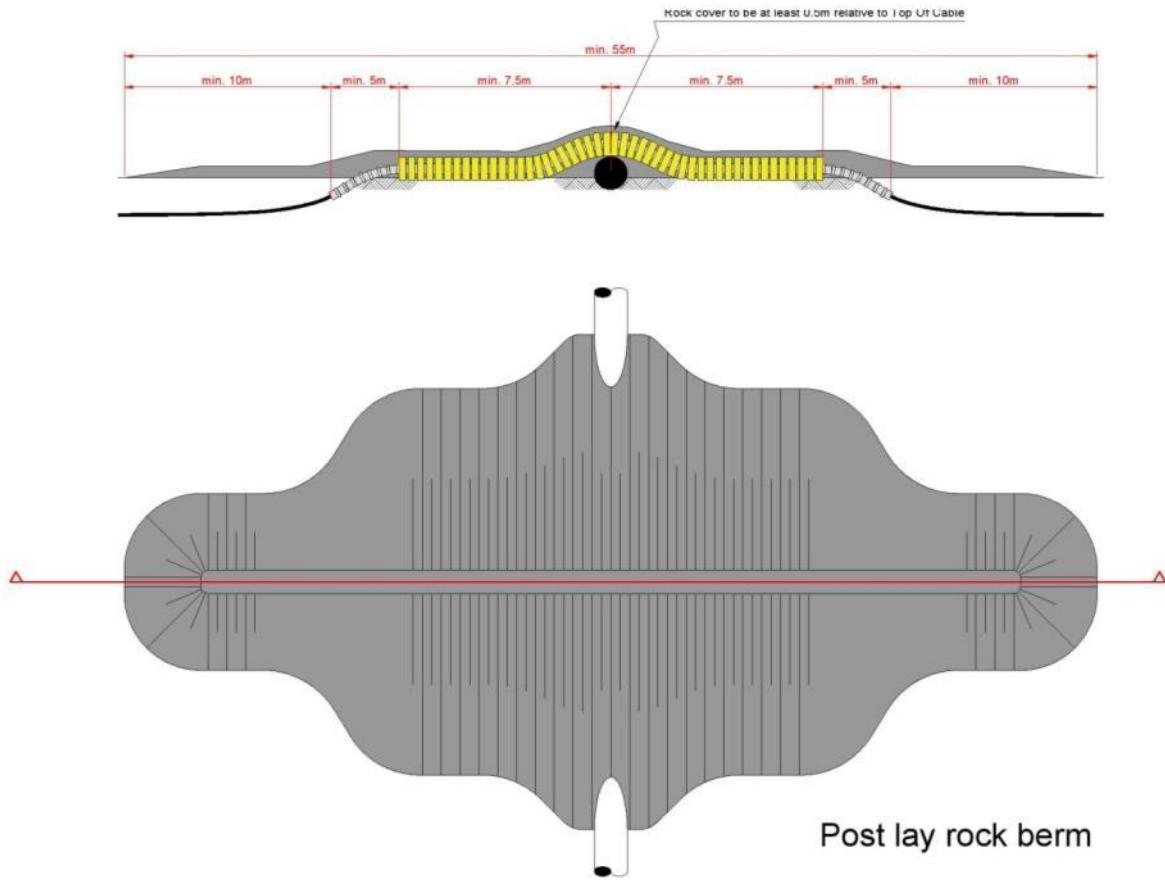 Rock cover to be at least 0.5m relative to Top Of Cable
min. 55m
min. 10m min. 5m min. 7.5m min. 7.5m min. 5m min. 10m
Post lay rock berm